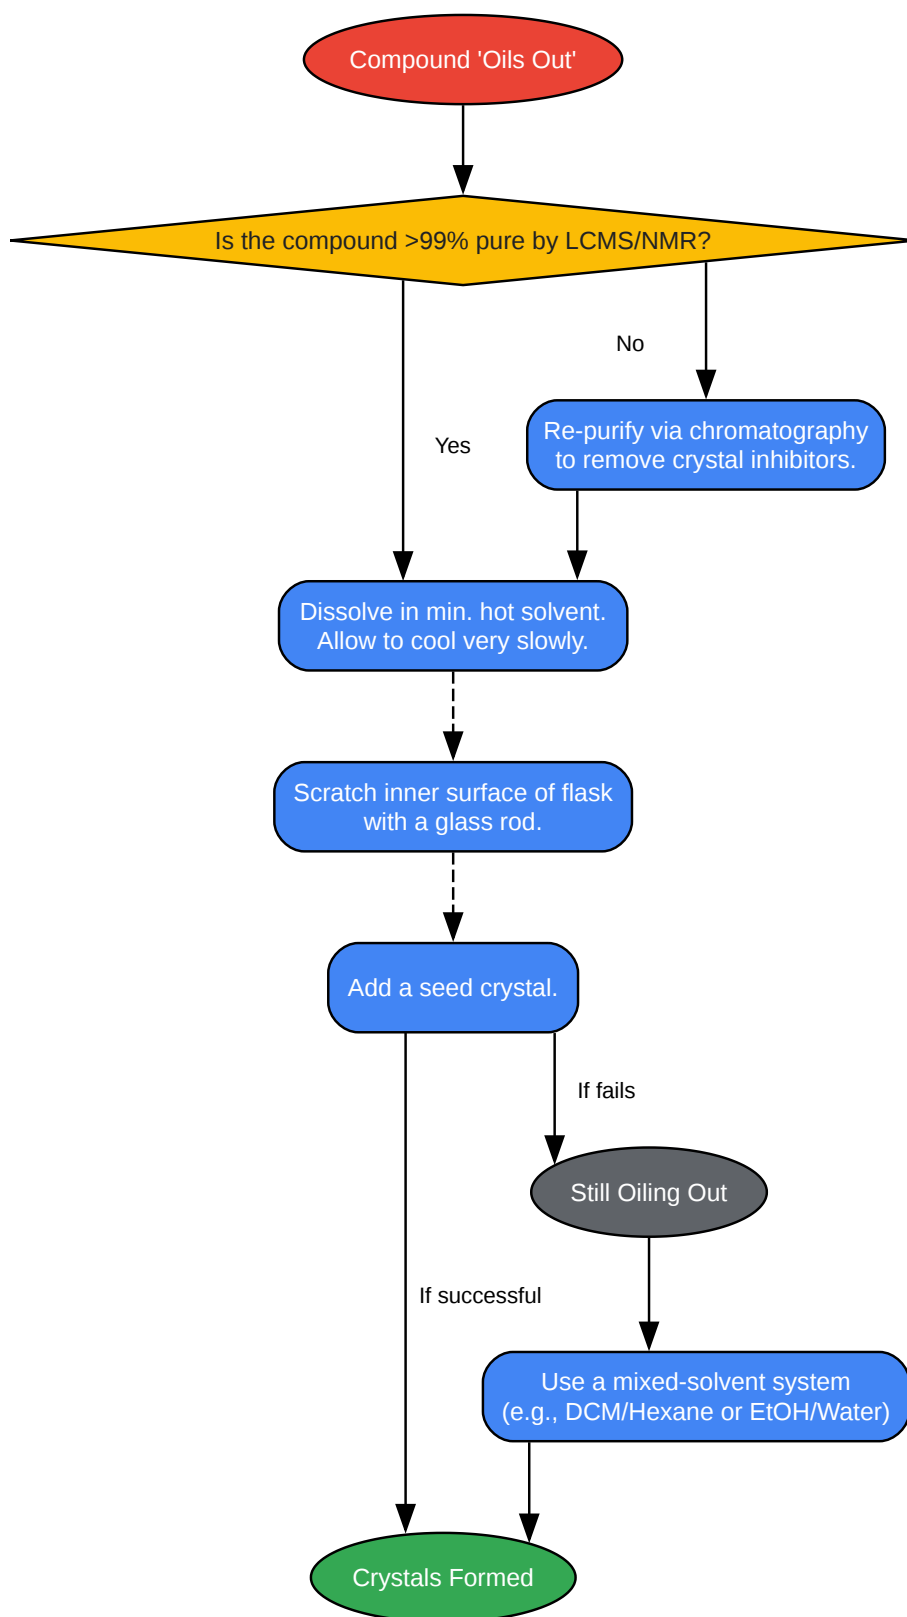 Compound 'Oils Out'
Is the compound >99% pure by LCMS/NMR?
No
Re-purify via chromatography
to remove crystal inhibitors.
Yes
Dissolve in min. hot solvent.
Allow to cool very slowly.
Scratch inner surface of flask
with a glass rod.
Add a seed crystal.
If fails
Still Oiling Out
If successful
Use a mixed-solvent system
(e.g., DCM/Hexane or EtOH/Water)
Crystals Formed